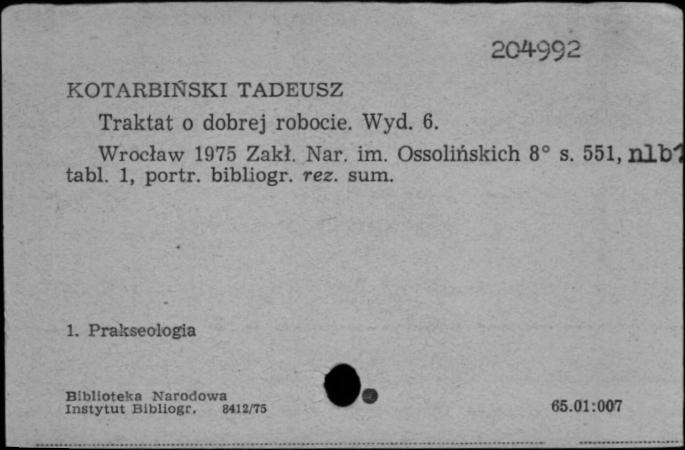 204992
KOTARBIŃSKI TADEUSZ
Traktat o dobrej robocie. Wyd. 6.
Wrocław 1975 Zakł. Nar. im. Ossolińskich 8° s. 551, nlb
tabl. 1, portr. bibliogr. rez. sum.
1. Prakseologia
Biblioteka Narodowa
Instytut Bibliogr. 8412/75
65.01:007